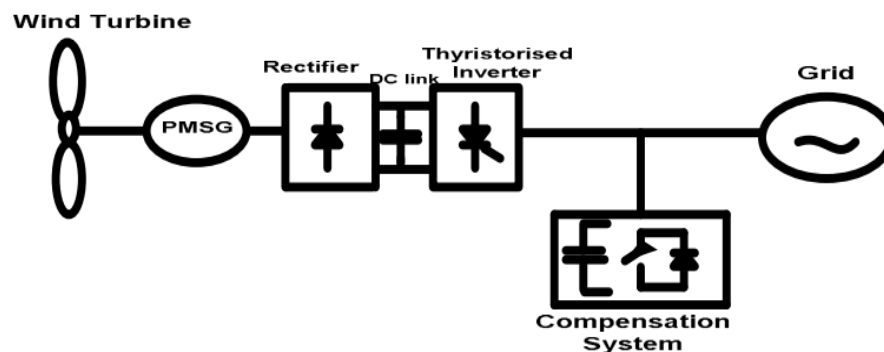 Wind Turbine
PMSG
Rectifier
DC link
Thyristorised
Inverter
Grid
Compensation
System